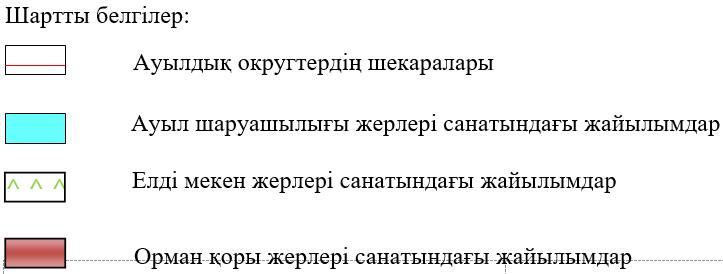 Шартты белгілер:
Ауылдық округтердің шекаралары
Ауыл шаруашылығы жерлері санатындағы жайылымдар
Елді мекен жерлері санатындағы жайылымдар
Орман қоры жерлері санатындағы жайылымдар